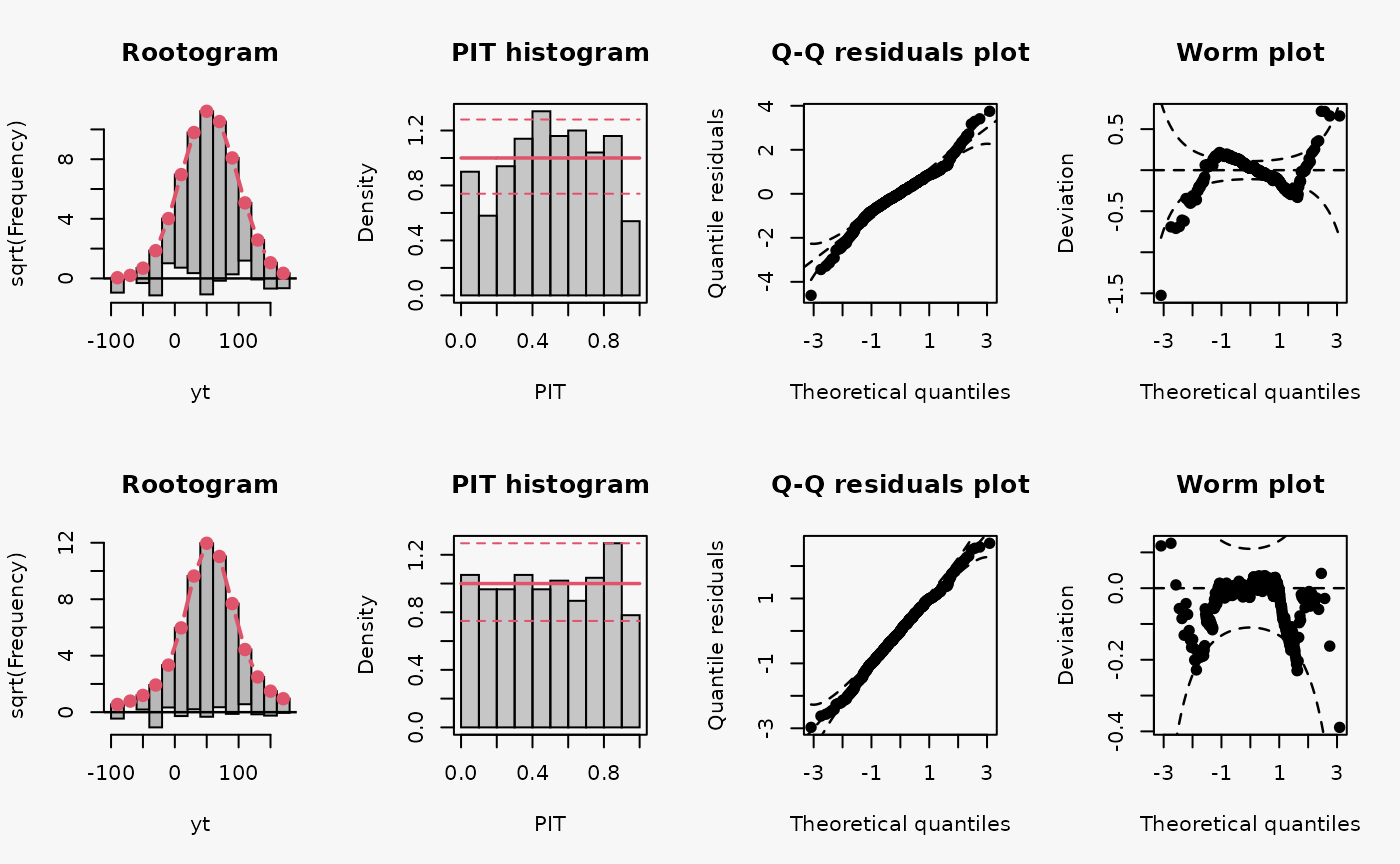 Rootogram
sqrt(Frequency)
0 4 8
-100 0 100
yt
PIT histogram
Density
0.0 0.4 0.8 1.2
0.0 0.4 0.8
PIT
Q-Q residuals plot
Quantile residuals
-4 -2 0 2 4
-3 -1 1 3
Theoretical quantiles
Worm plot
Deviation
-1.5 -0.5 0.5
-3 -1 1 3
Theoretical quantiles
Rootogram
sqrt(Frequency)
0 4 8 12
-100 0 100
yt
PIT histogram
Density
0.0 0.4 0.8 1.2
0.0 0.4 0.8
PIT
Q-Q residuals plot
Quantile residuals
-3 -1 1
-3 -1 1 3
Theoretical quantiles
Worm plot
Deviation
-0.4 -0.2 0.0
-3 -1 1 3
Theoretical quantiles